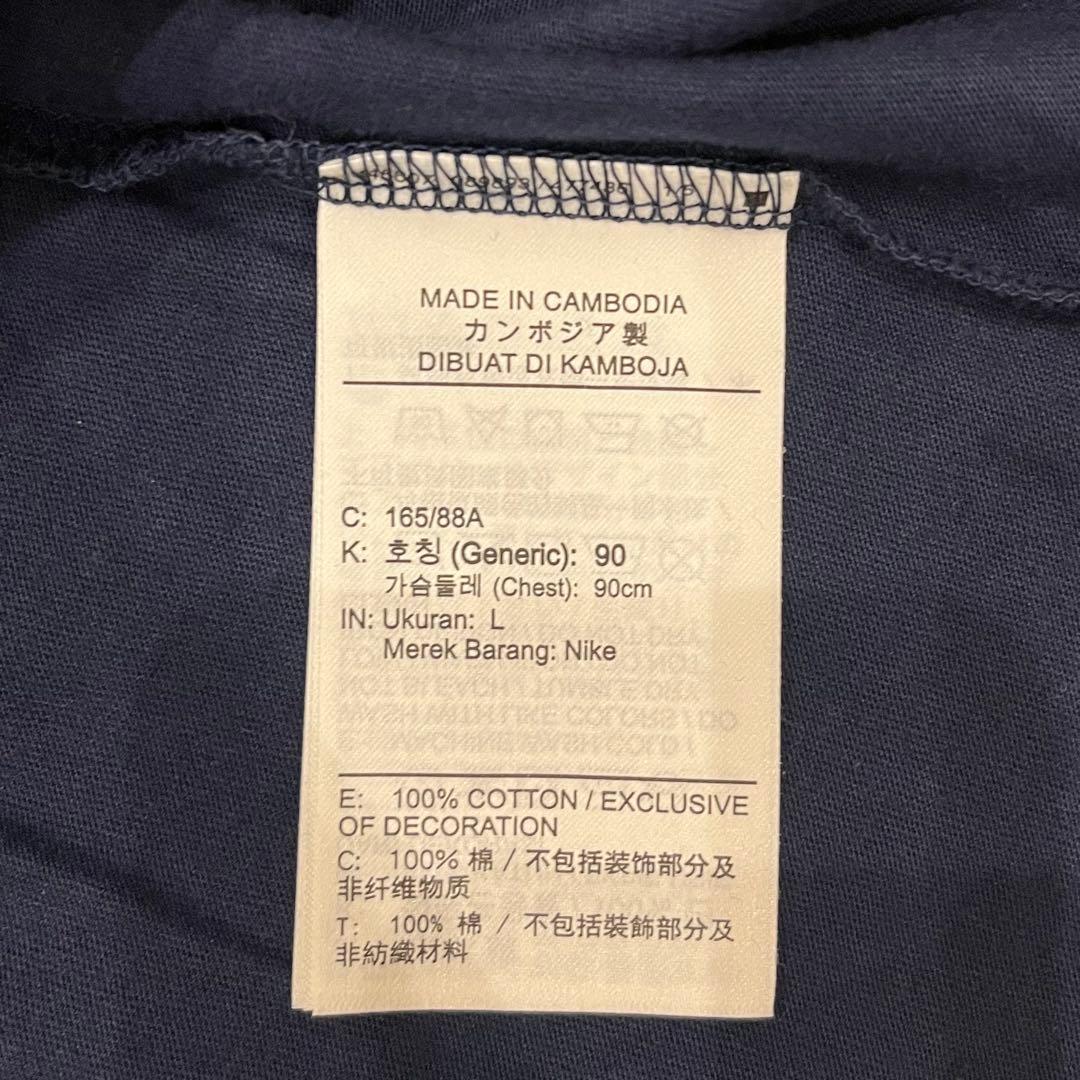 MADE IN CAMBODIA
カンボジア製
DIBUAT DI KAMBOJA
C: 165/88A
K: 호칭 (Generic): 90
가슴둘레 (Chest): 90cm
IN: Ukuran: L
Merek Barang: Nike
E: 100% COTTON / EXCLUSIVE
OF DECORATION
C: 100% 棉 / 不包括装饰部分及
非纤维物质
T: 100% 棉 / 不包括裝飾部分及
非紡織材料